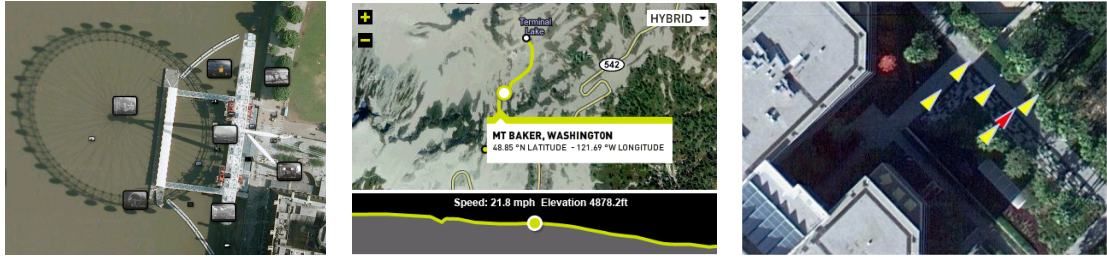 +
−
HYBRID
Terminal
Lake
542
MT BAKER, WASHINGTON
48.85 °N LATITUDE - 121.69 °W LONGITUDE
Speed: 21.8 mph Elevation 4878.2ft